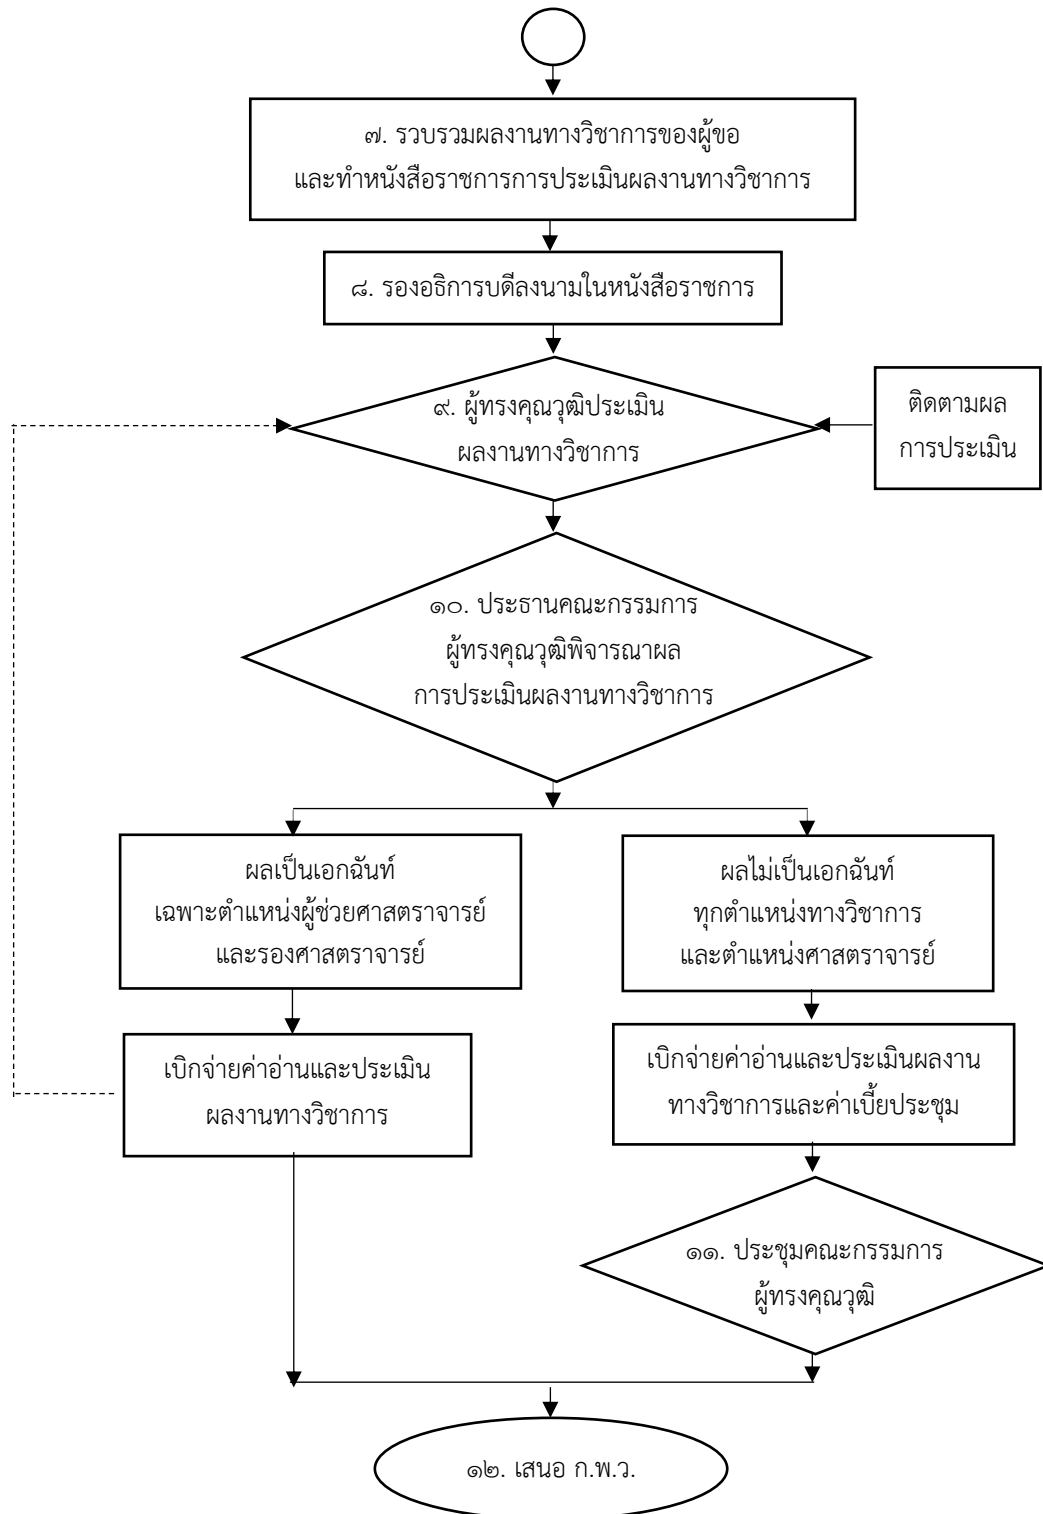 ๗. รวบรวมผลงานทางวิชาการของผู้ขอ
และทำหนังสือราชการการประเมินผลงานทางวิชาการ
๘. รองอธิการบดีลงนามในหนังสือราชการ
๙. ผู้ทรงคุณวุฒิประเมิน
ผลงานทางวิชาการ
ติดตามผล
การประเมิน
๑๐. ประธานคณะกรรมการ
ผู้ทรงคุณวุฒิพิจารณาผล
การประเมินผลงานทางวิชาการ
ผลเป็นเอกฉันท์
เฉพาะตำแหน่งผู้ช่วยศาสตราจารย์
และรองศาสตราจารย์
ผลไม่เป็นเอกฉันท์
ทุกตำแหน่งทางวิชาการ
และตำแหน่งศาสตราจารย์
เบิกจ่ายค่าอ่านและประเมิน
ผลงานทางวิชาการ
เบิกจ่ายค่าอ่านและประเมินผลงาน
ทางวิชาการและค่าเบี้ยประชุม
๑๑. ประชุมคณะกรรมการ
ผู้ทรงคุณวุฒิ
๑๒. เสนอ ก.พ.ว.